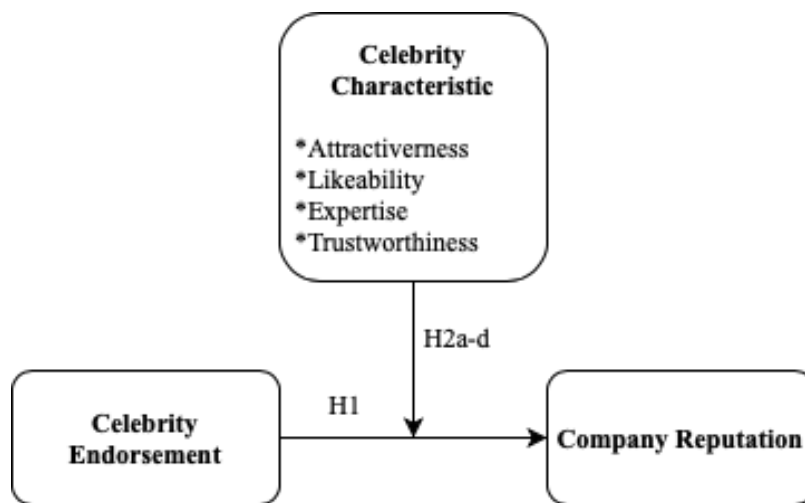 Celebrity
Characteristic
*Attractiverness
*Likeability
*Expertise
*Trustworthiness
H2a-d
H1
Celebrity
Endorsement
Company Reputation